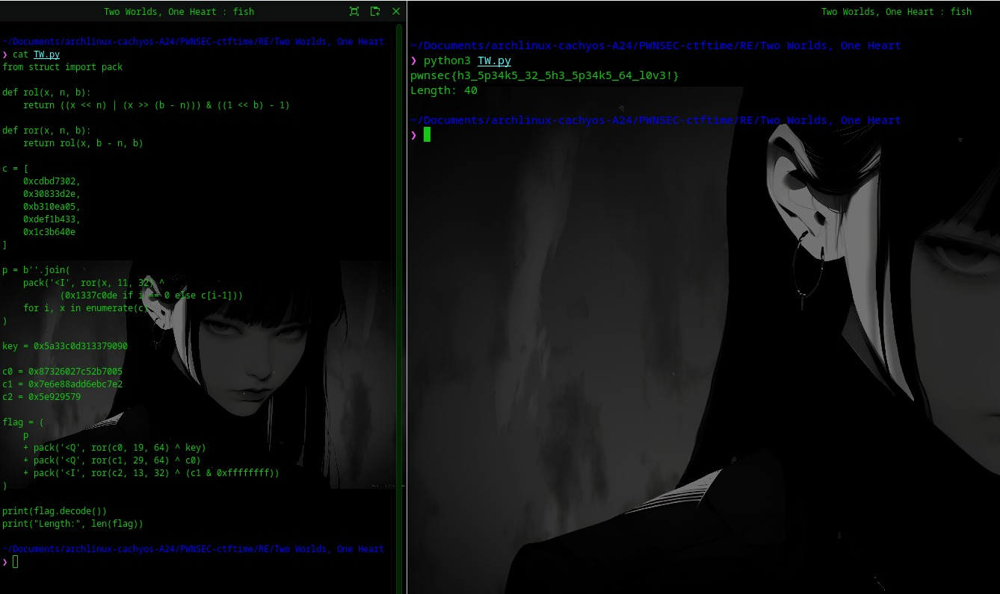 Two Worlds, One Heart : fish
~/Documents/archlinux-cachyos-A24/PWNSEC-ctftime/RE/Two Worlds, One Heart
❯ cat TW.py
from struct import pack

def rol(x, n, b):
    return ((x << n) | (x >> (b - n))) & ((1 << b) - 1)

def ror(x, n, b):
    return rol(x, b - n, b)

c = [
    0xcdbd7302,
    0x30833d2e,
    0xb310ea05,
    0xdef1b433,
    0x1c3b640e
]

p = b''.join(
    pack('<I', ror(x, 11, 32) ^
           (0x1337c0de if i == 0 else c[i-1]))
    for i, x in enumerate(c)
)

key = 0x5a33c0d313379090

c0 = 0x87326027c52b7005
c1 = 0x7e6e88add6ebc7e2
c2 = 0x5e929579

flag = (
    p
    + pack('<Q', ror(c0, 19, 64) ^ key)
    + pack('<Q', ror(c1, 29, 64) ^ c0)
    + pack('<I', ror(c2, 13, 32) ^ (c1 & 0xffffffff))
)

print(flag.decode())
print("Length:", len(flag))

~/Documents/archlinux-cachyos-A24/PWNSEC-ctftime/RE/Two Worlds, One Heart
❯
Two Worlds, One Heart : fish
~/Documents/archlinux-cachyos-A24/PWNSEC-ctftime/RE/Two Worlds, One Heart
❯ python3 TW.py
pwnsec{h3_5p34k5_32_5h3_5p34k5_64_l0v3!}
Length: 40

~/Documents/archlinux-cachyos-A24/PWNSEC-ctftime/RE/Two Worlds, One Heart
❯